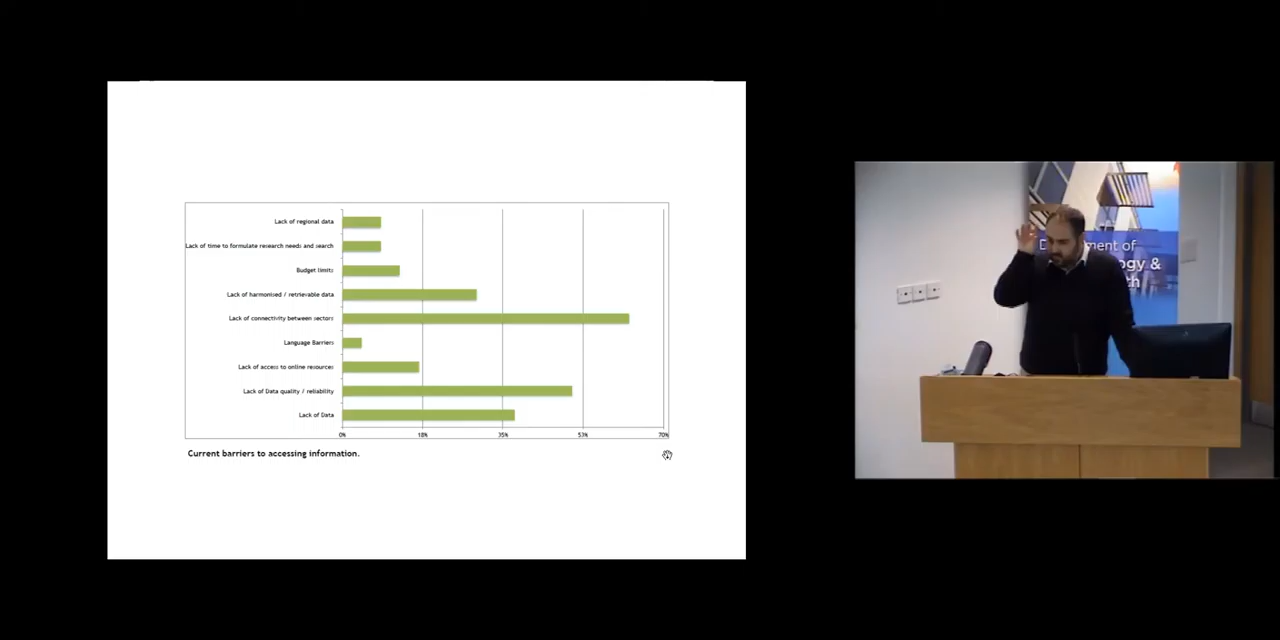 Lack of regional data
Lack of time to formulate research needs and search
Budget limits
Lack of harmonised / retrievable data
Lack of connectivity between sectors
Language Barriers
Lack of access to online resources
Lack of Data quality / reliability
Lack of Data
0% 18% 35% 53% 70%
Current barriers to accessing information.
of
&